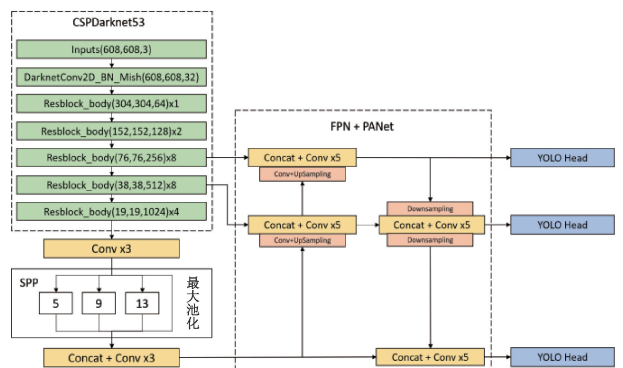 CSPDarknet53
Inputs(608,608,3)
DarknetConv2D_BN_Mish(608,608,32)
Resblock_body(304,304,64)x1
Resblock_body(152,152,128)x2
Resblock_body(76,76,256)x8
Resblock_body(38,38,512)x8
Resblock_body(19,19,1024)x4
Conv x3
SPP
5
9
13
最大池化
Concat + Conv x3
FPN + PANet
Concat + Conv x5
Conv+UpSampling
YOLO Head
Concat + Conv x5
Conv+UpSampling
Downsampling
Concat + Conv x5
Downsampling
YOLO Head
Concat + Conv x5
YOLO Head